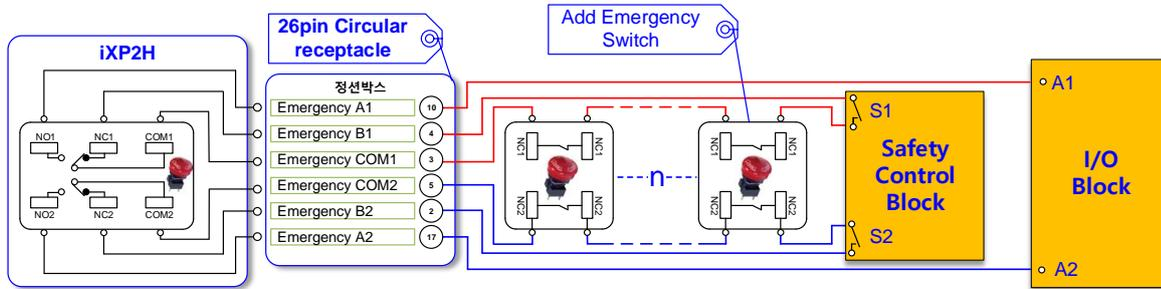 iXP2H
NO1
NC1
COM1
NO2
NC2
COM2
26pin Circular
receptacle
정션박스
Emergency A1
10
Emergency B1
4
Emergency COM1
3
Emergency COM2
5
Emergency B2
2
Emergency A2
17
NC1
NC1
NC2
NC2
n
Add Emergency
Switch
NC1
NC1
NC2
NC2
S1
Safety
Control
Block
S2
A1
I/O
Block
A2